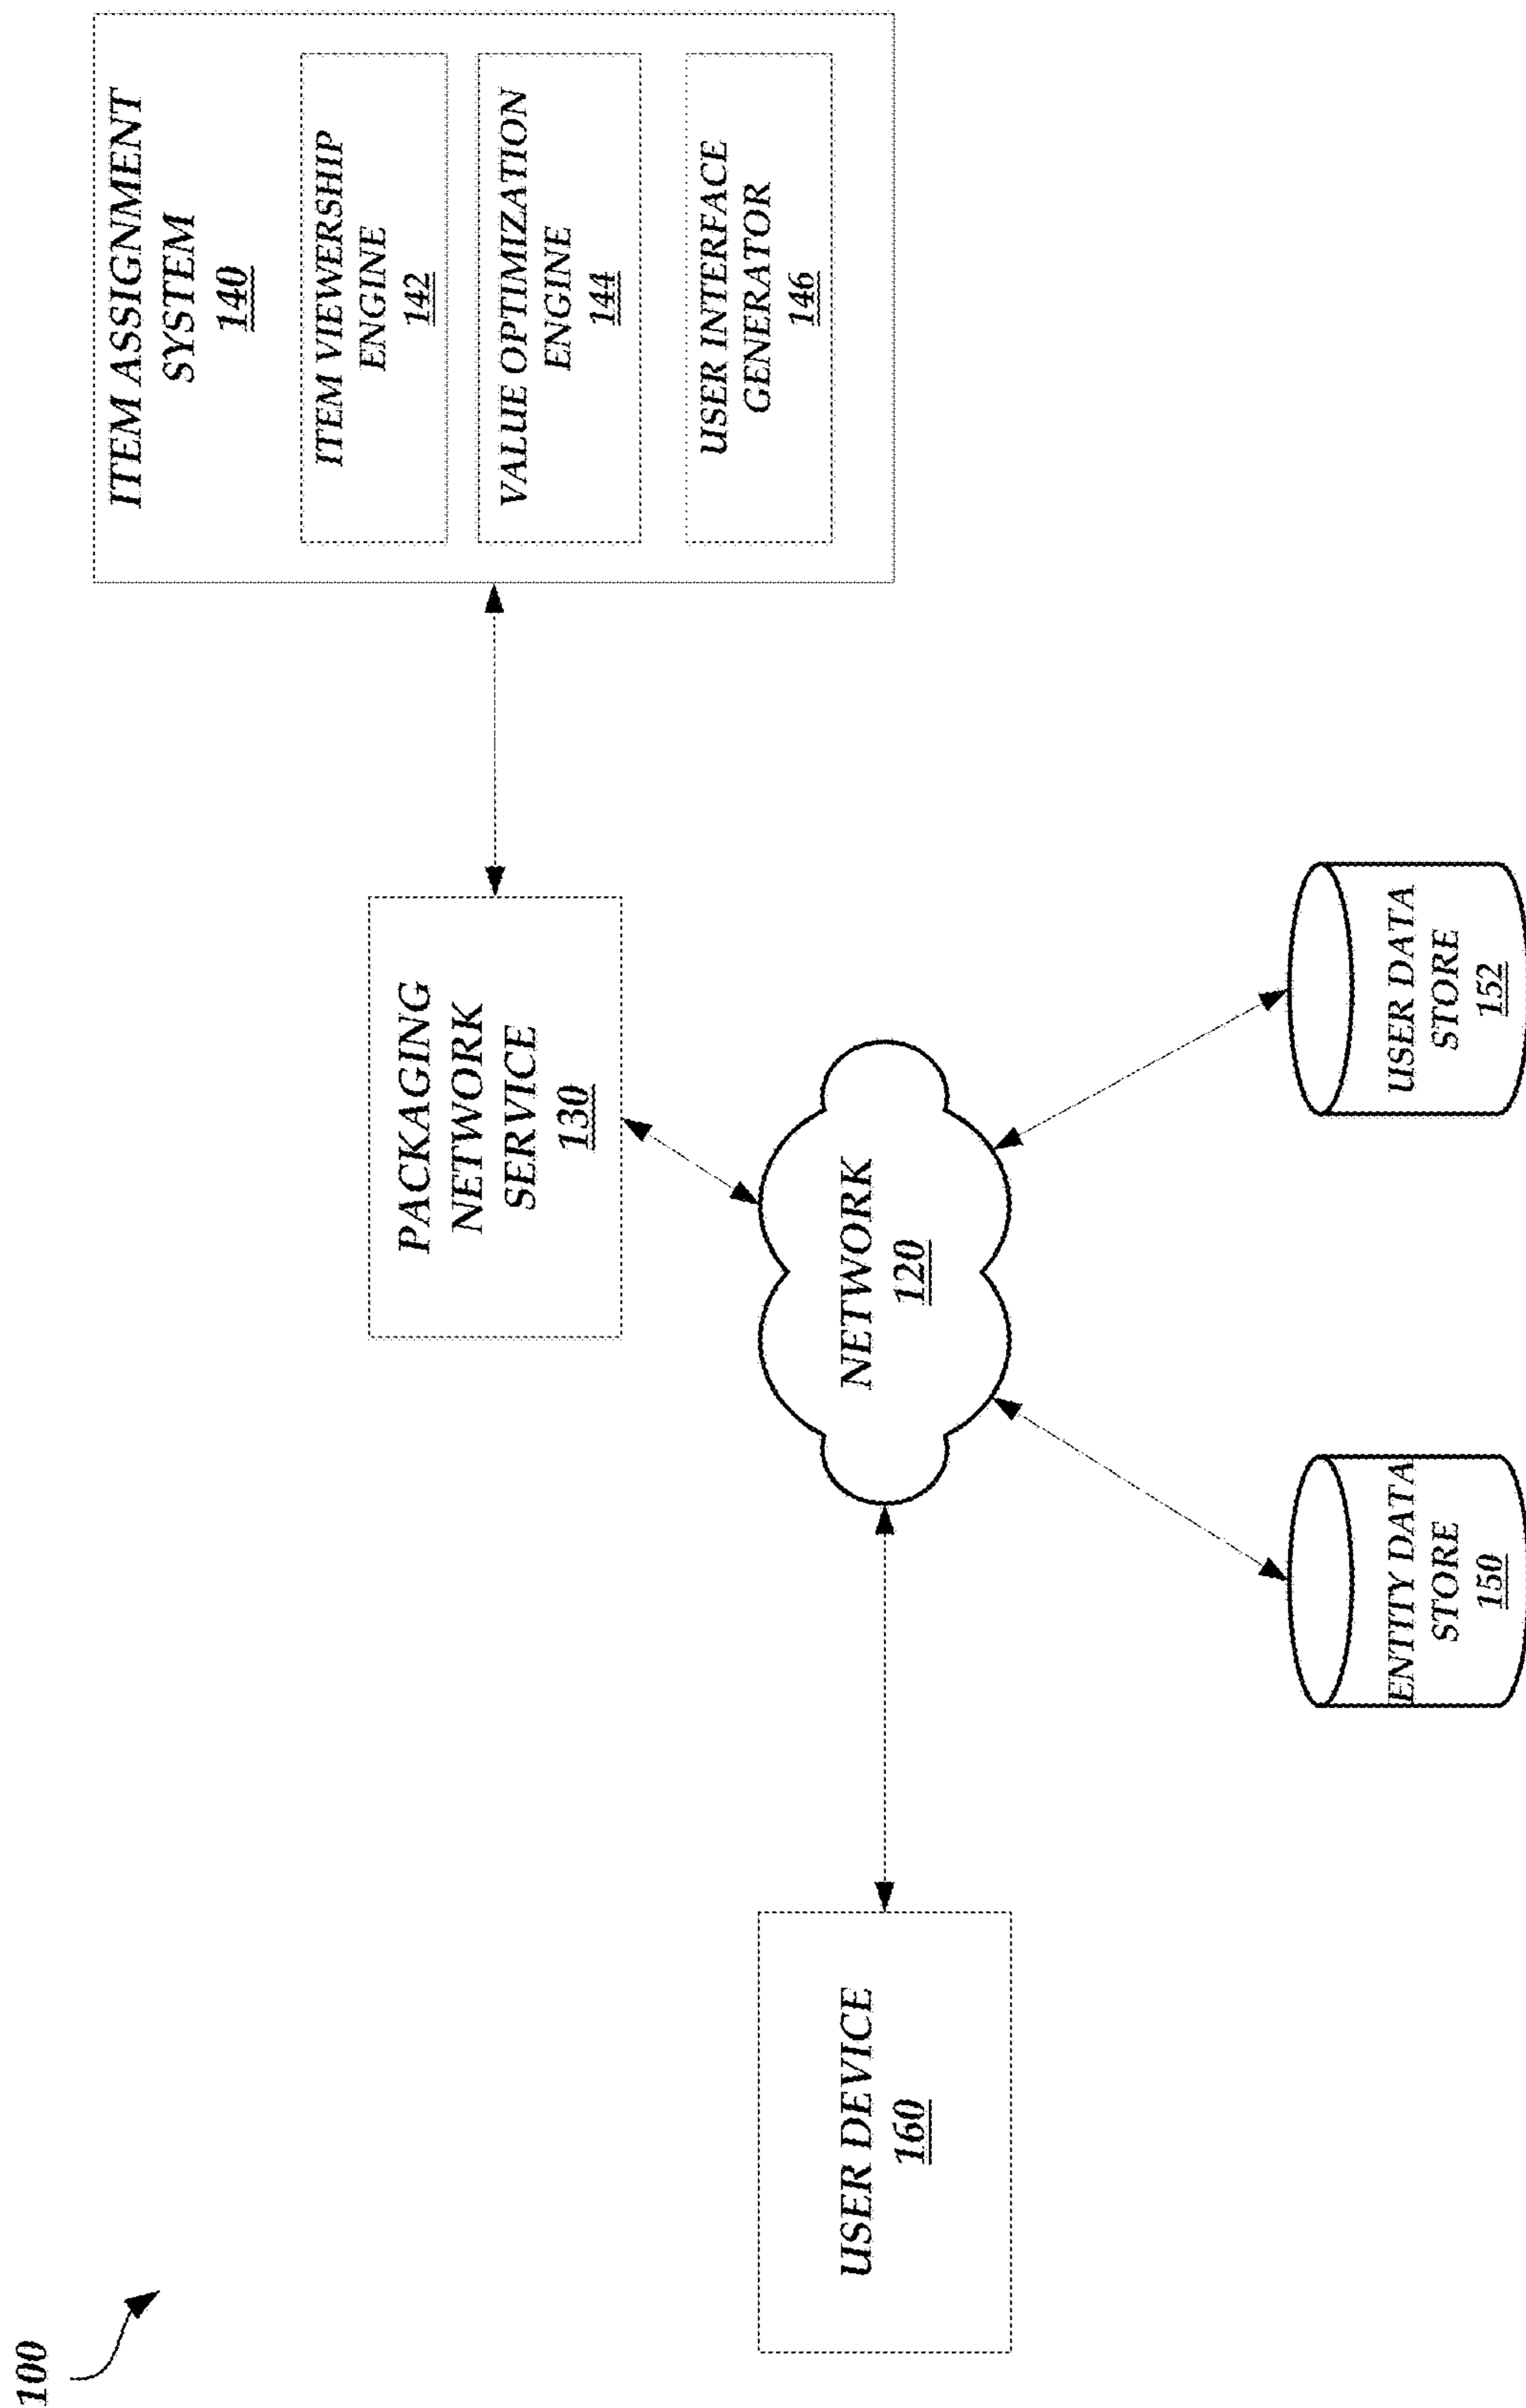 100
ITEM ASSIGNMENT
SYSTEM
140
ITEM VIEWERSHIP
ENGINE
142
VALUE OPTIMIZATION
ENGINE
144
USER INTERFACE
GENERATOR
146
PACKAGING
NETWORK
SERVICE
130
NETWORK
120
USER DEVICE
160
ENTITY DATA
STORE
150
USER DATA
STORE
152